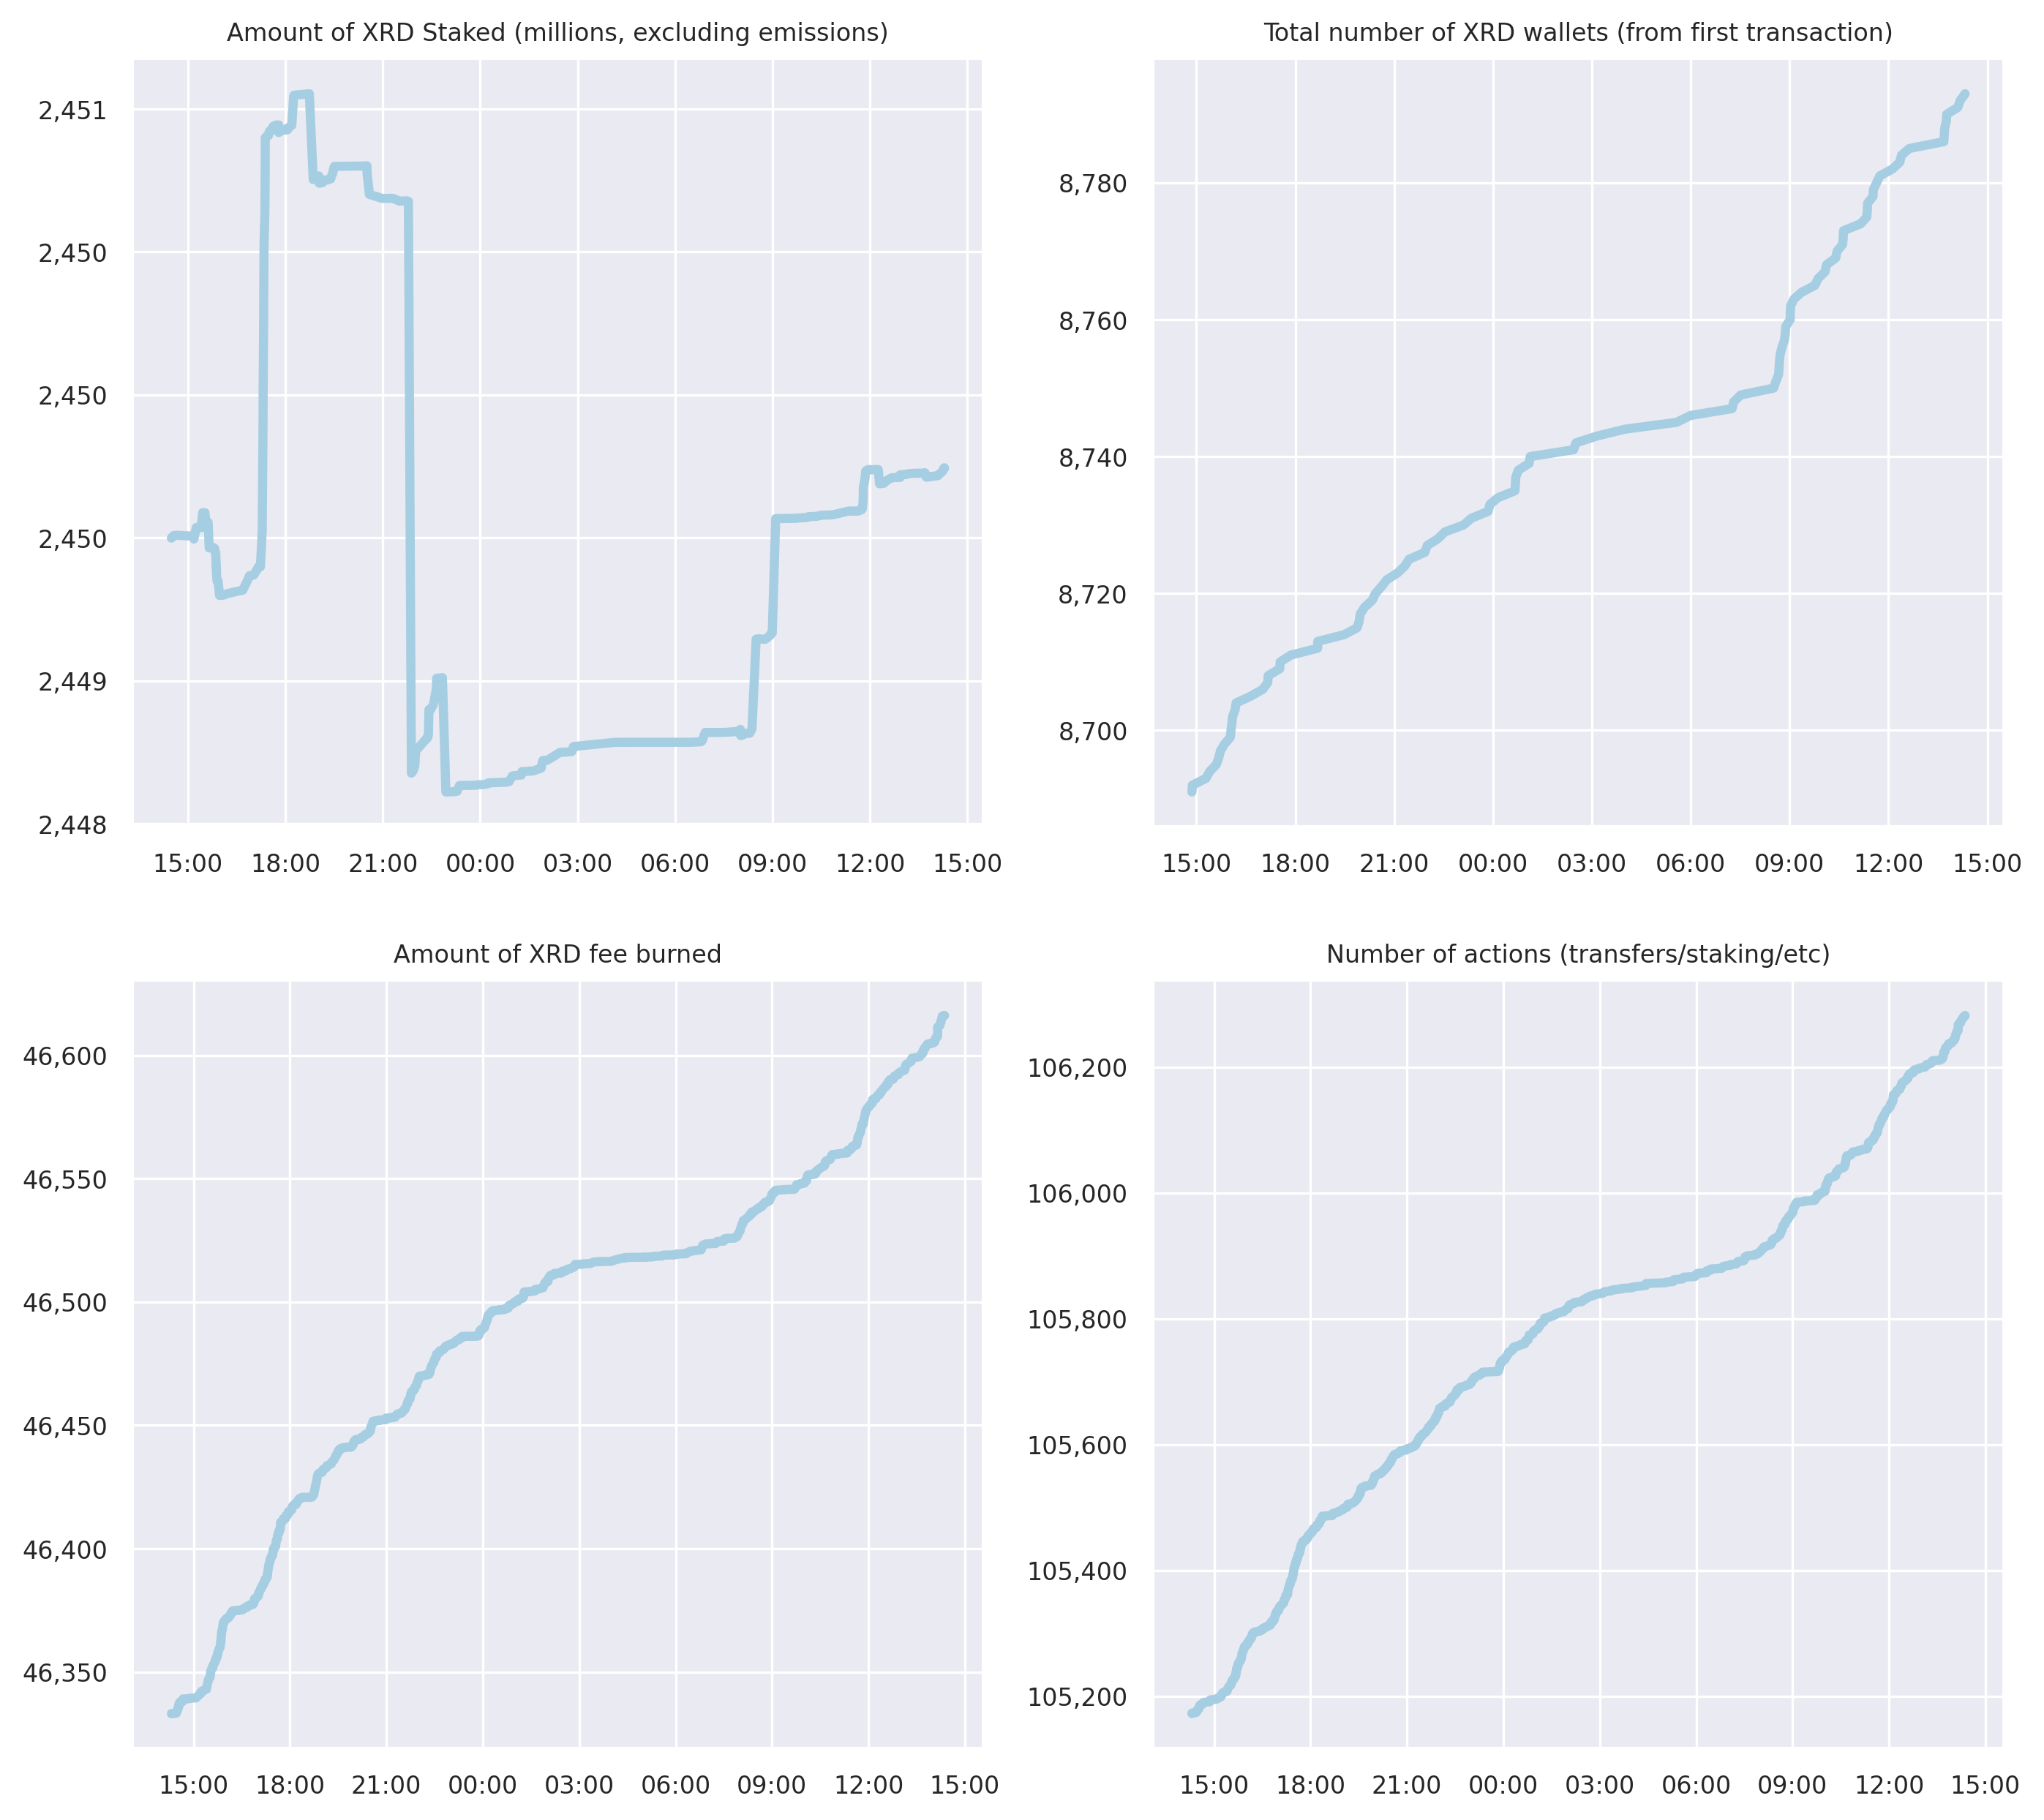 Amount of XRD Staked (millions, excluding emissions)
2,451
2,450
2,450
2,450
2,449
2,448
15:00 18:00 21:00 00:00 03:00 06:00 09:00 12:00 15:00
Total number of XRD wallets (from first transaction)
8,780
8,760
8,740
8,720
8,700
15:00 18:00 21:00 00:00 03:00 06:00 09:00 12:00 15:00
Amount of XRD fee burned
46,600
46,550
46,500
46,450
46,400
46,350
15:00 18:00 21:00 00:00 03:00 06:00 09:00 12:00 15:00
Number of actions (transfers/staking/etc)
106,200
106,000
105,800
105,600
105,400
105,200
15:00 18:00 21:00 00:00 03:00 06:00 09:00 12:00 15:00